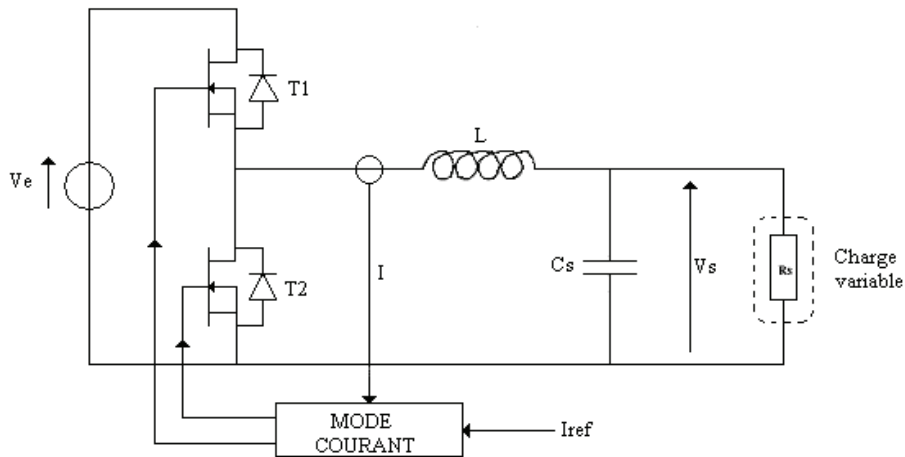 T1
L
Ve
Cs
Vs
Rs
Charge
variable
I
T2
MODE
COURANT
Iref